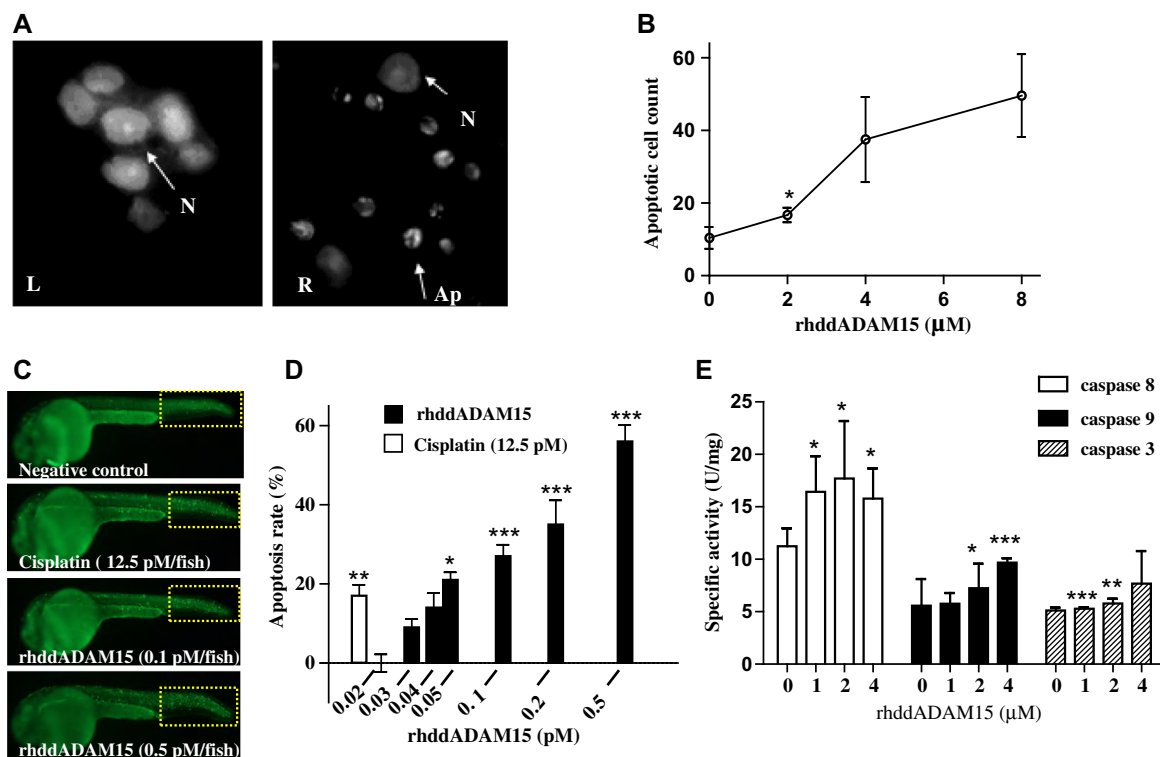 A
N
L
N
R
Ap
B
*
60
40
20
0
Apoptotic cell count
0 2 4 6 8
rhddADAM15 (μM)
C
Negative control
Cisplatin ( 12.5 pM/fish)
rhddADAM15 (0.1 pM/fish)
rhddADAM15 (0.5 pM/fish)
D
rhddADAM15
Cisplatin (12.5 pM)
60
40
20
0
Apoptosis rate (%)
** * *** *** ***
0.02 0.03 0.04 0.05 0.1 0.2 0.5
rhddADAM15 (pM)
E
caspase 8
caspase 9
caspase 3
25
20
15
10
5
0
Specific activity (U/mg)
* * * * *** *** **
0 1 2 4 0 1 2 4 0 1 2 4
rhddADAM15 (μM)